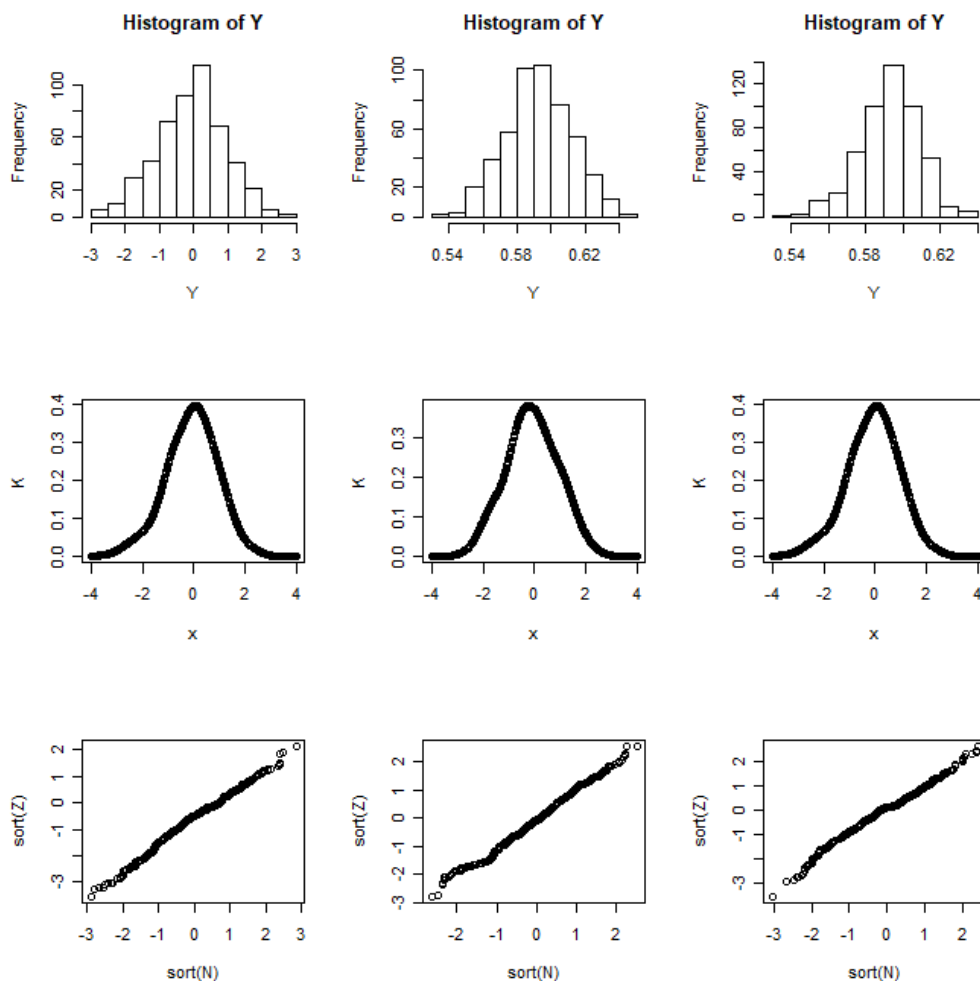 Histogram of Y Histogram of Y Histogram of Y
Frequency Frequency Frequency
0 20 60 100
0 20 60 100
0 40 80 120
-3 -2 -1 0 1 2 3
0.54 0.58 0.62
0.54 0.58 0.62
Y Y Y
K K K
0.0 0.1 0.2 0.3 0.4
0.0 0.1 0.2 0.3
0.0 0.1 0.2 0.3 0.4
-4 -2 0 2 4
-4 -2 0 2 4
-4 -2 0 2 4
x x x
sort(Z) sort(Z) sort(Z)
-3 -1 0 1 2
-3 -2 -1 0 1 2
-3 -2 -1 0 1 2
-3 -2 -1 0 1 2 3
-2 -1 0 1 2
-3 -2 -1 0 1 2
sort(N) sort(N) sort(N)